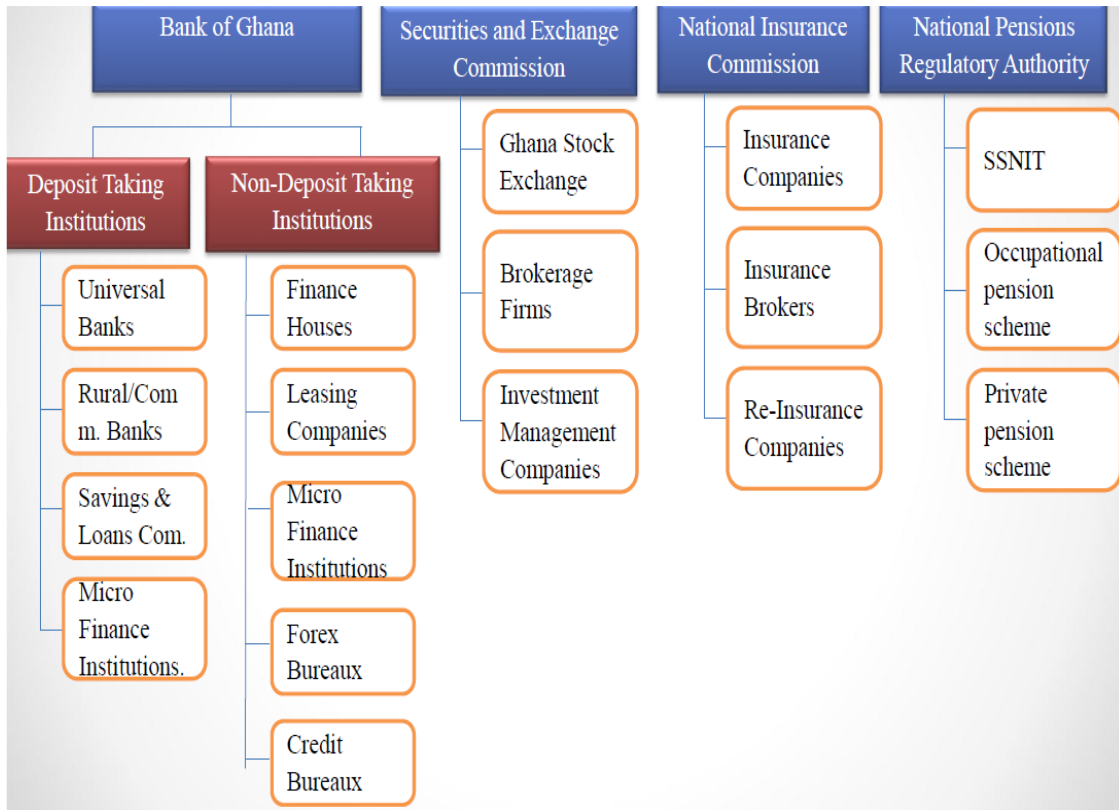 Bank of Ghana
Securities and Exchange
Commission
National Insurance
Commission
National Pensions
Regulatory Authority
Deposit Taking
Institutions
Universal
Banks
Rural/Com
m. Banks
Savings &
Loans Com.
Micro
Finance
Institutions.
Non-Deposit Taking
Institutions
Finance
Houses
Leasing
Companies
Micro
Finance
Institutions
Forex
Bureaux
Credit
Bureaux
Ghana Stock
Exchange
Brokerage
Firms
Investment
Management
Companies
Insurance
Companies
Insurance
Brokers
Re-Insurance
Companies
SSNIT
Occupational
pension
scheme
Private
pension
scheme